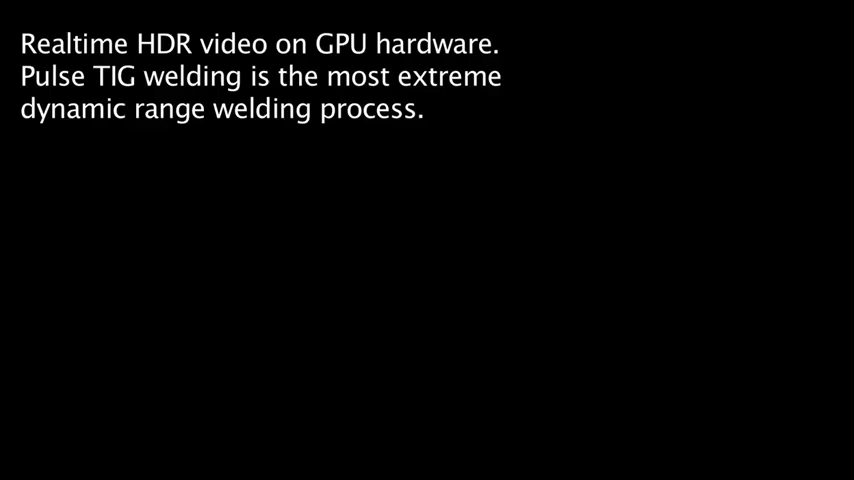 Realtime HDR video on GPU hardware.
Pulse TIG welding is the most extreme
dynamic range welding process.